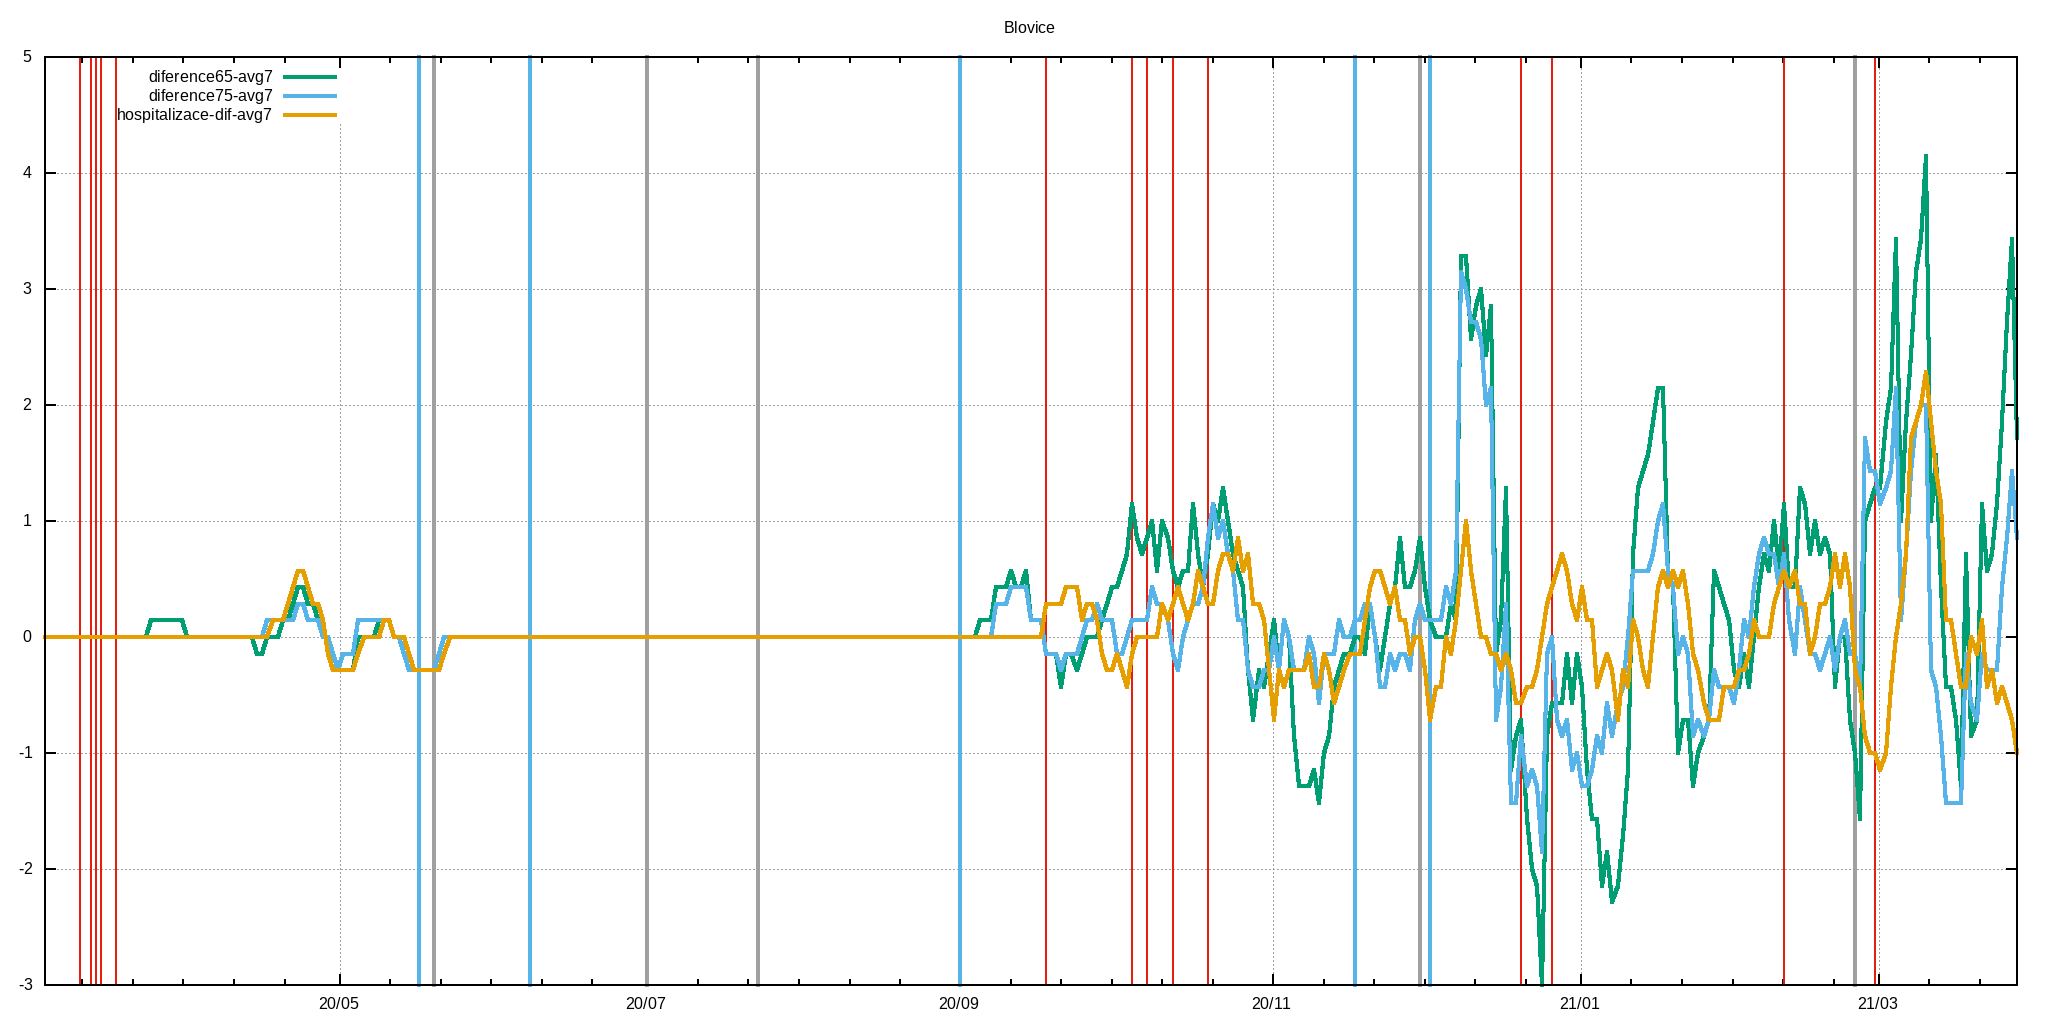 Blovice
5
diference65-avg7
diference75-avg7
hospitalizace-dif-avg7
4
3
2
1
0
-1
-2
-3
20/05 20/07 20/09 20/11 21/01 21/03